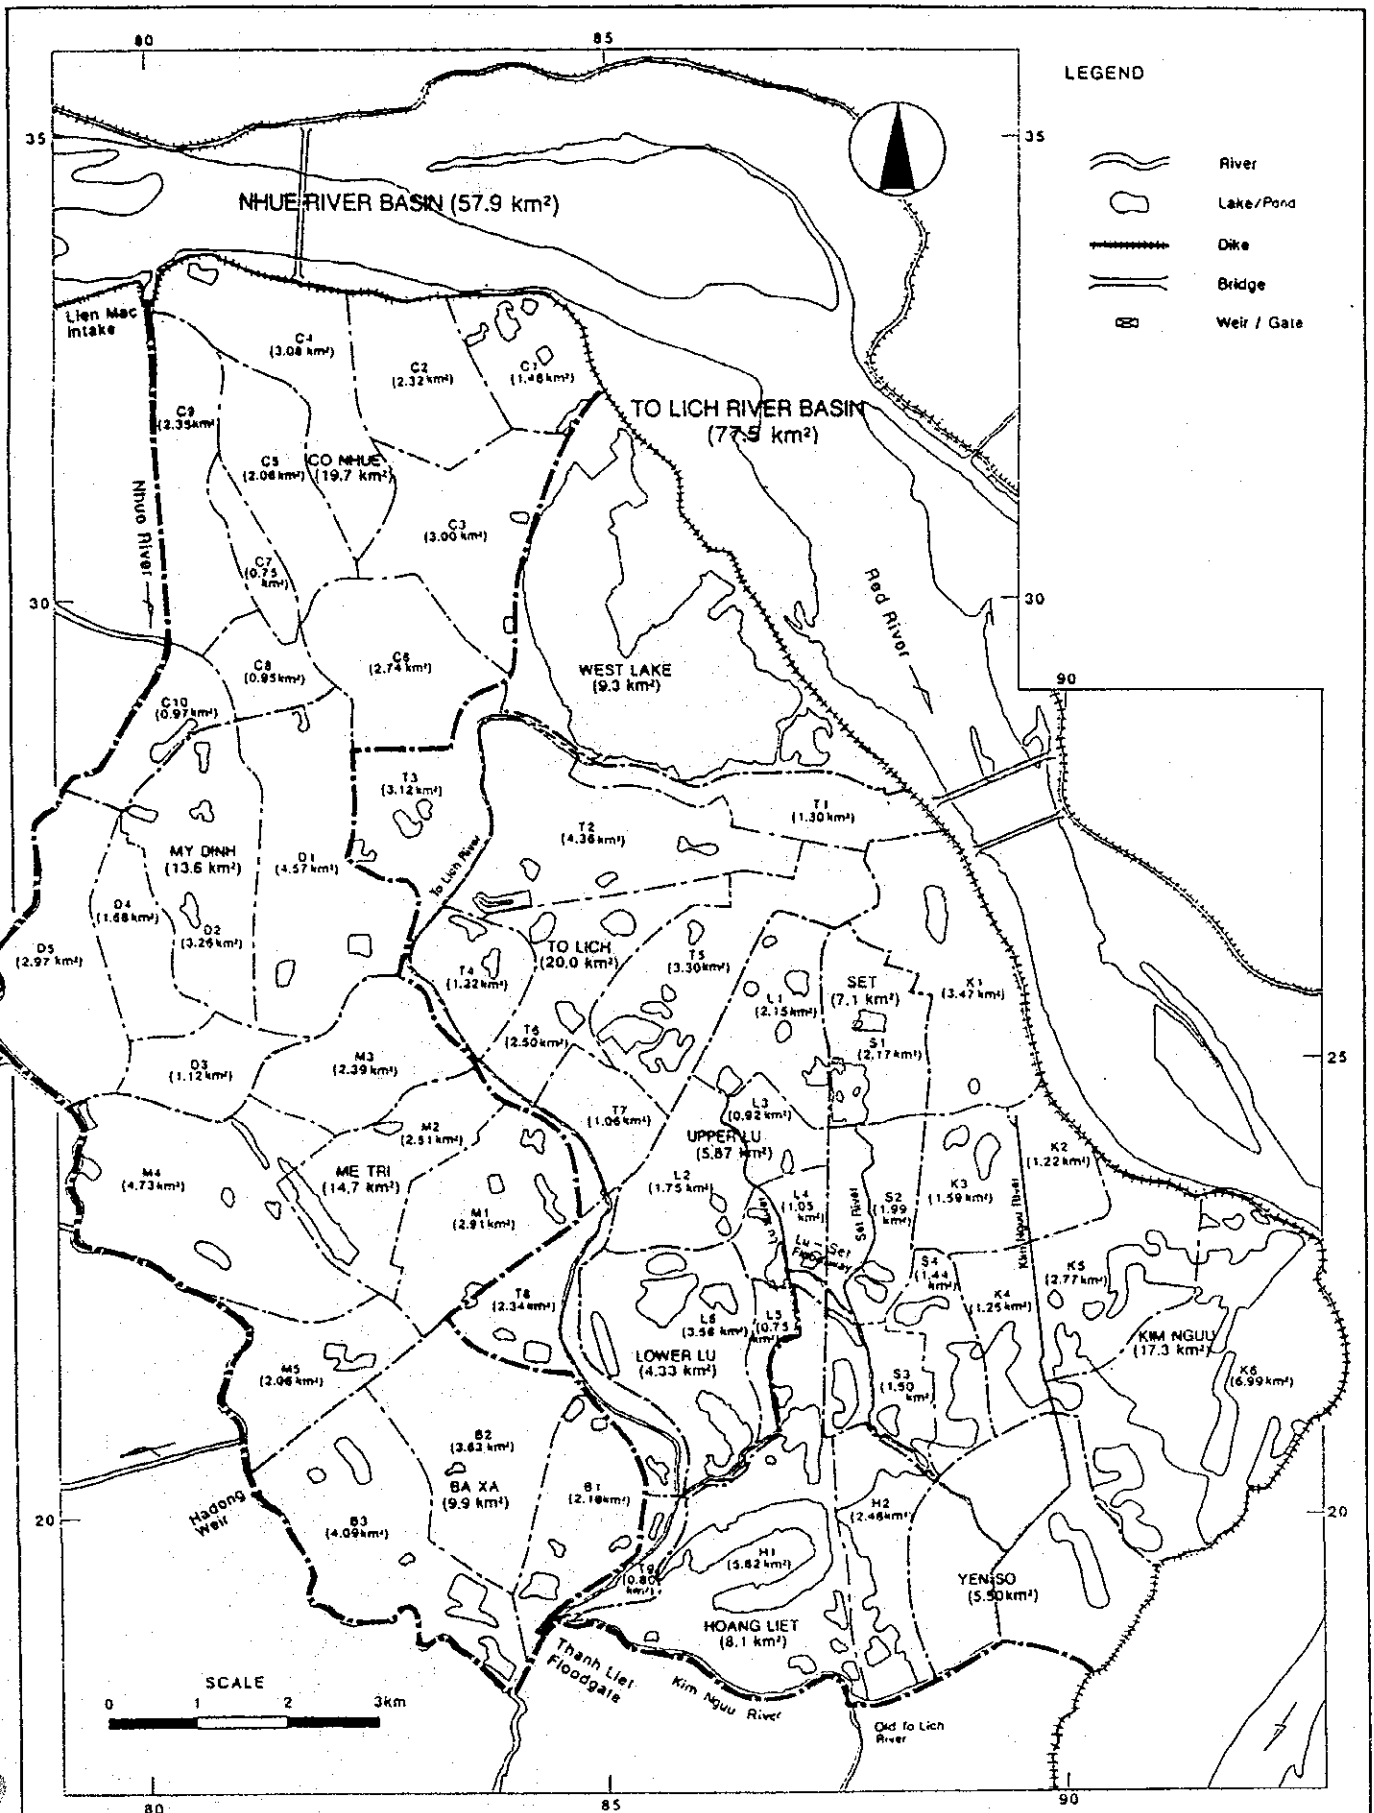 80
85
LEGEND
35
35
River
Lake/Pond
Dike
Bridge
Weir / Gate
NHUE RIVER BASIN (57.9 km²)
Lien Mac
Intake
C4
(3.08 km²)
C2
(2.32 km²)
C1
(1.48 km²)
C9
(2.35 km²)
TO LICH RIVER BASIN
(77.5 km²)
C5
(2.06 km²)
CO NHUE
(19.7 km²)
Nhue River
C3
(3.00 km²)
C7
(0.75
km²)
30
30
Red River
C8
(0.95 km²)
C6
(2.74 km²)
WEST LAKE
(9.3 km²)
90
C10
(0.97 km²)
T3
(3.12 km²)
T1
(1.30 km²)
T2
(4.36 km²)
MY DINH
(13.6 km²)
D1
(4.57 km²)
To Lich River
D4
(1.68 km²)
D2
(3.26 km²)
D5
(2.97 km²)
TO LICH
(20.0 km²)
T5
(3.30 km²)
T4
(1.22 km²)
L1
(2.15 km²)
SET
(7.1 km²)
K1
(3.47 km²)
T6
(2.50 km²)
S1
(2.17 km²)
25
D3
(1.12 km²)
M3
(2.39 km²)
T7
(1.06 km²)
L3
(0.92 km²)
M2
(2.51 km²)
UPPER LU
(5.87 km²)
K2
(1.22 km²)
M4
(4.73 km²)
ME TRI
(14.7 km²)
L2
(1.75 km²)
L4
(1.05
km²)
S2
(1.99
km²)
K3
(1.59 km²)
M1
(2.91 km²)
Set River
Kim Nguu River
Lu - Set
Floodway
S4
(1.44
km²)
K5
(2.77 km²)
T8
(2.34 km²)
K4
(1.25 km²)
L6
(3.58 km²)
L5
(0.75
km²)
LOWER LU
(4.33 km²)
KIM NGUU
(17.3 km²)
M5
(2.06 km²)
S3
(1.50
km²)
K6
(6.99 km²)
B2
(3.63 km²)
BA XA
(9.9 km²)
B1
(2.18 km²)
Hadong
Weir
20
B3
(4.09 km²)
H2
(2.48 km²)
20
H1
(5.62 km²)
T9
(0.80
km²)
YEN SO
(5.50 km²)
HOANG LIET
(8.1 km²)
Thanh Liet
Floodgate
Kim Nguu River
Old To Lich
River
SCALE
0 1 2 3km
80
85
90